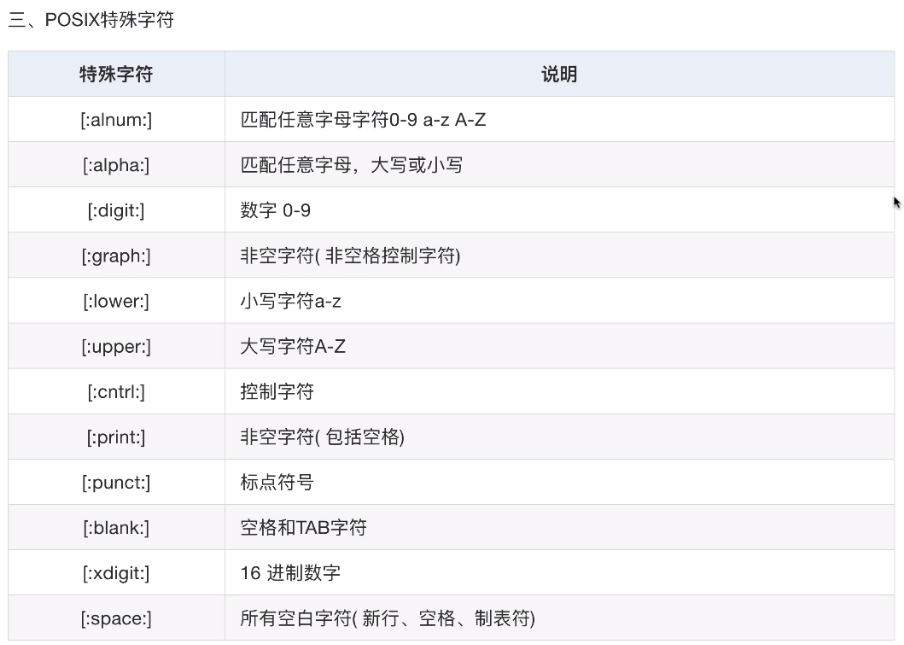 三、POSIX特殊字符
特殊字符 说明
[:alnum:] 匹配任意字母字符0-9 a-z A-Z
[:alpha:] 匹配任意字母，大写或小写
[:digit:] 数字 0-9
[:graph:] 非空字符( 非空格控制字符)
[:lower:] 小写字符a-z
[:upper:] 大写字符A-Z
[:cntrl:] 控制字符
[:print:] 非空字符( 包括空格)
[:punct:] 标点符号
[:blank:] 空格和TAB字符
[:xdigit:] 16 进制数字
[:space:] 所有空白字符( 新行、空格、制表符)